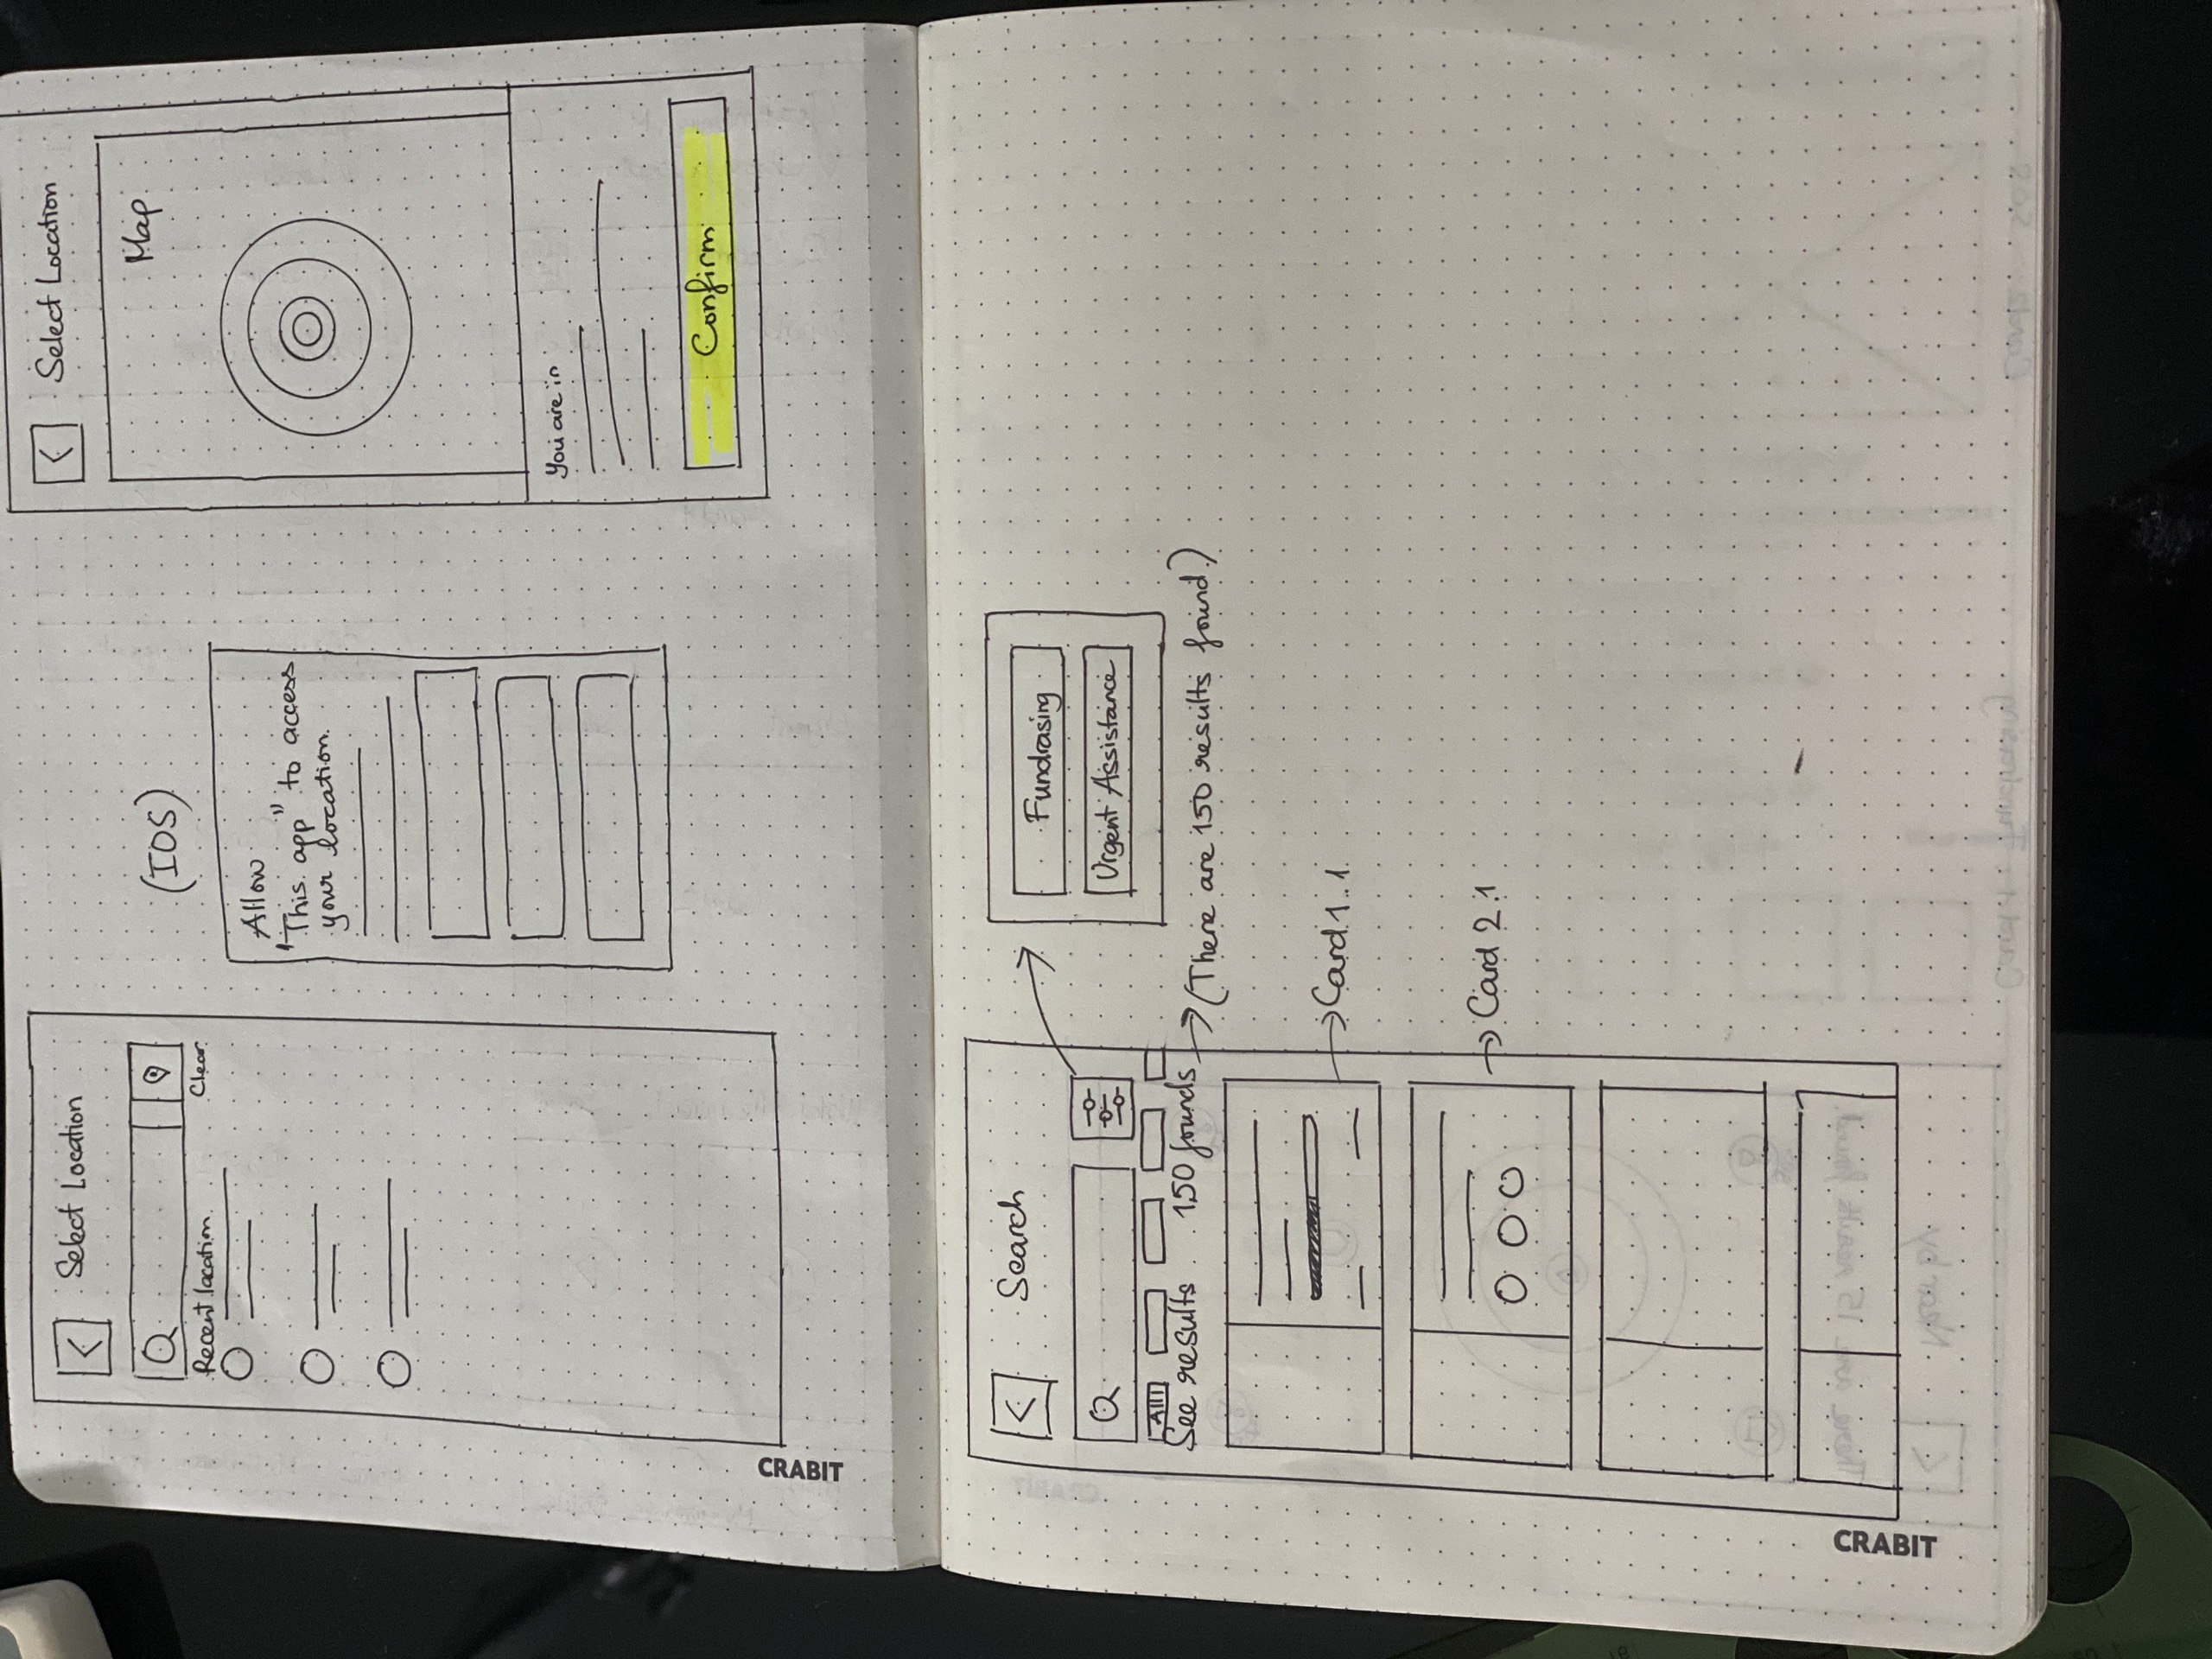 Select Location
Recent location
Clear
(IOS)
Allow
"This app" to access
your location.
Select Location
Map
You are in
Confirm
CRABIT
Search
All
See results 150 founds
(There are 150 results found)
Fundrasing
Urgent Assistance
Card 1.1
Card 2.1
CRABIT